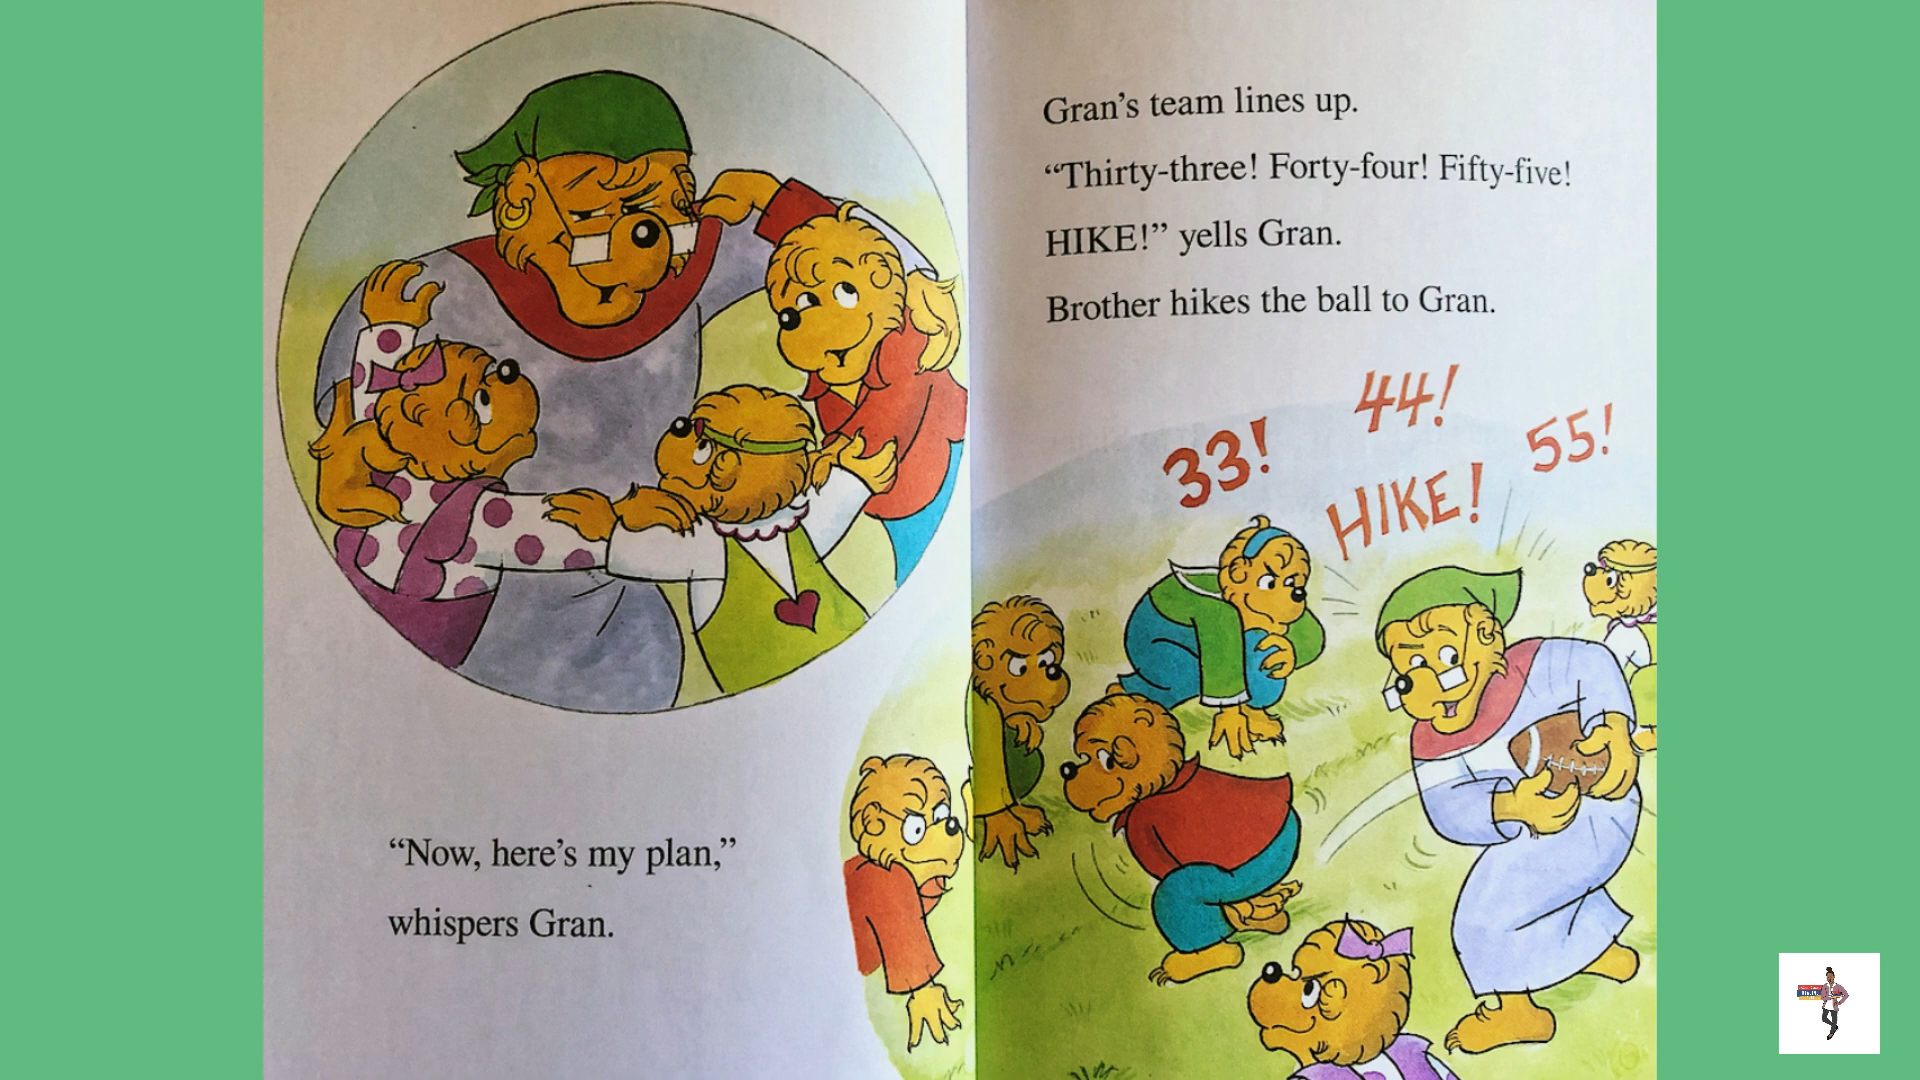 "Now, here's my plan,"
whispers Gran.
Gran's team lines up.
"Thirty-three! Forty-four! Fifty-five!
HIKE!" yells Gran.
Brother hikes the ball to Gran.
33!
44!
55!
HIKE!